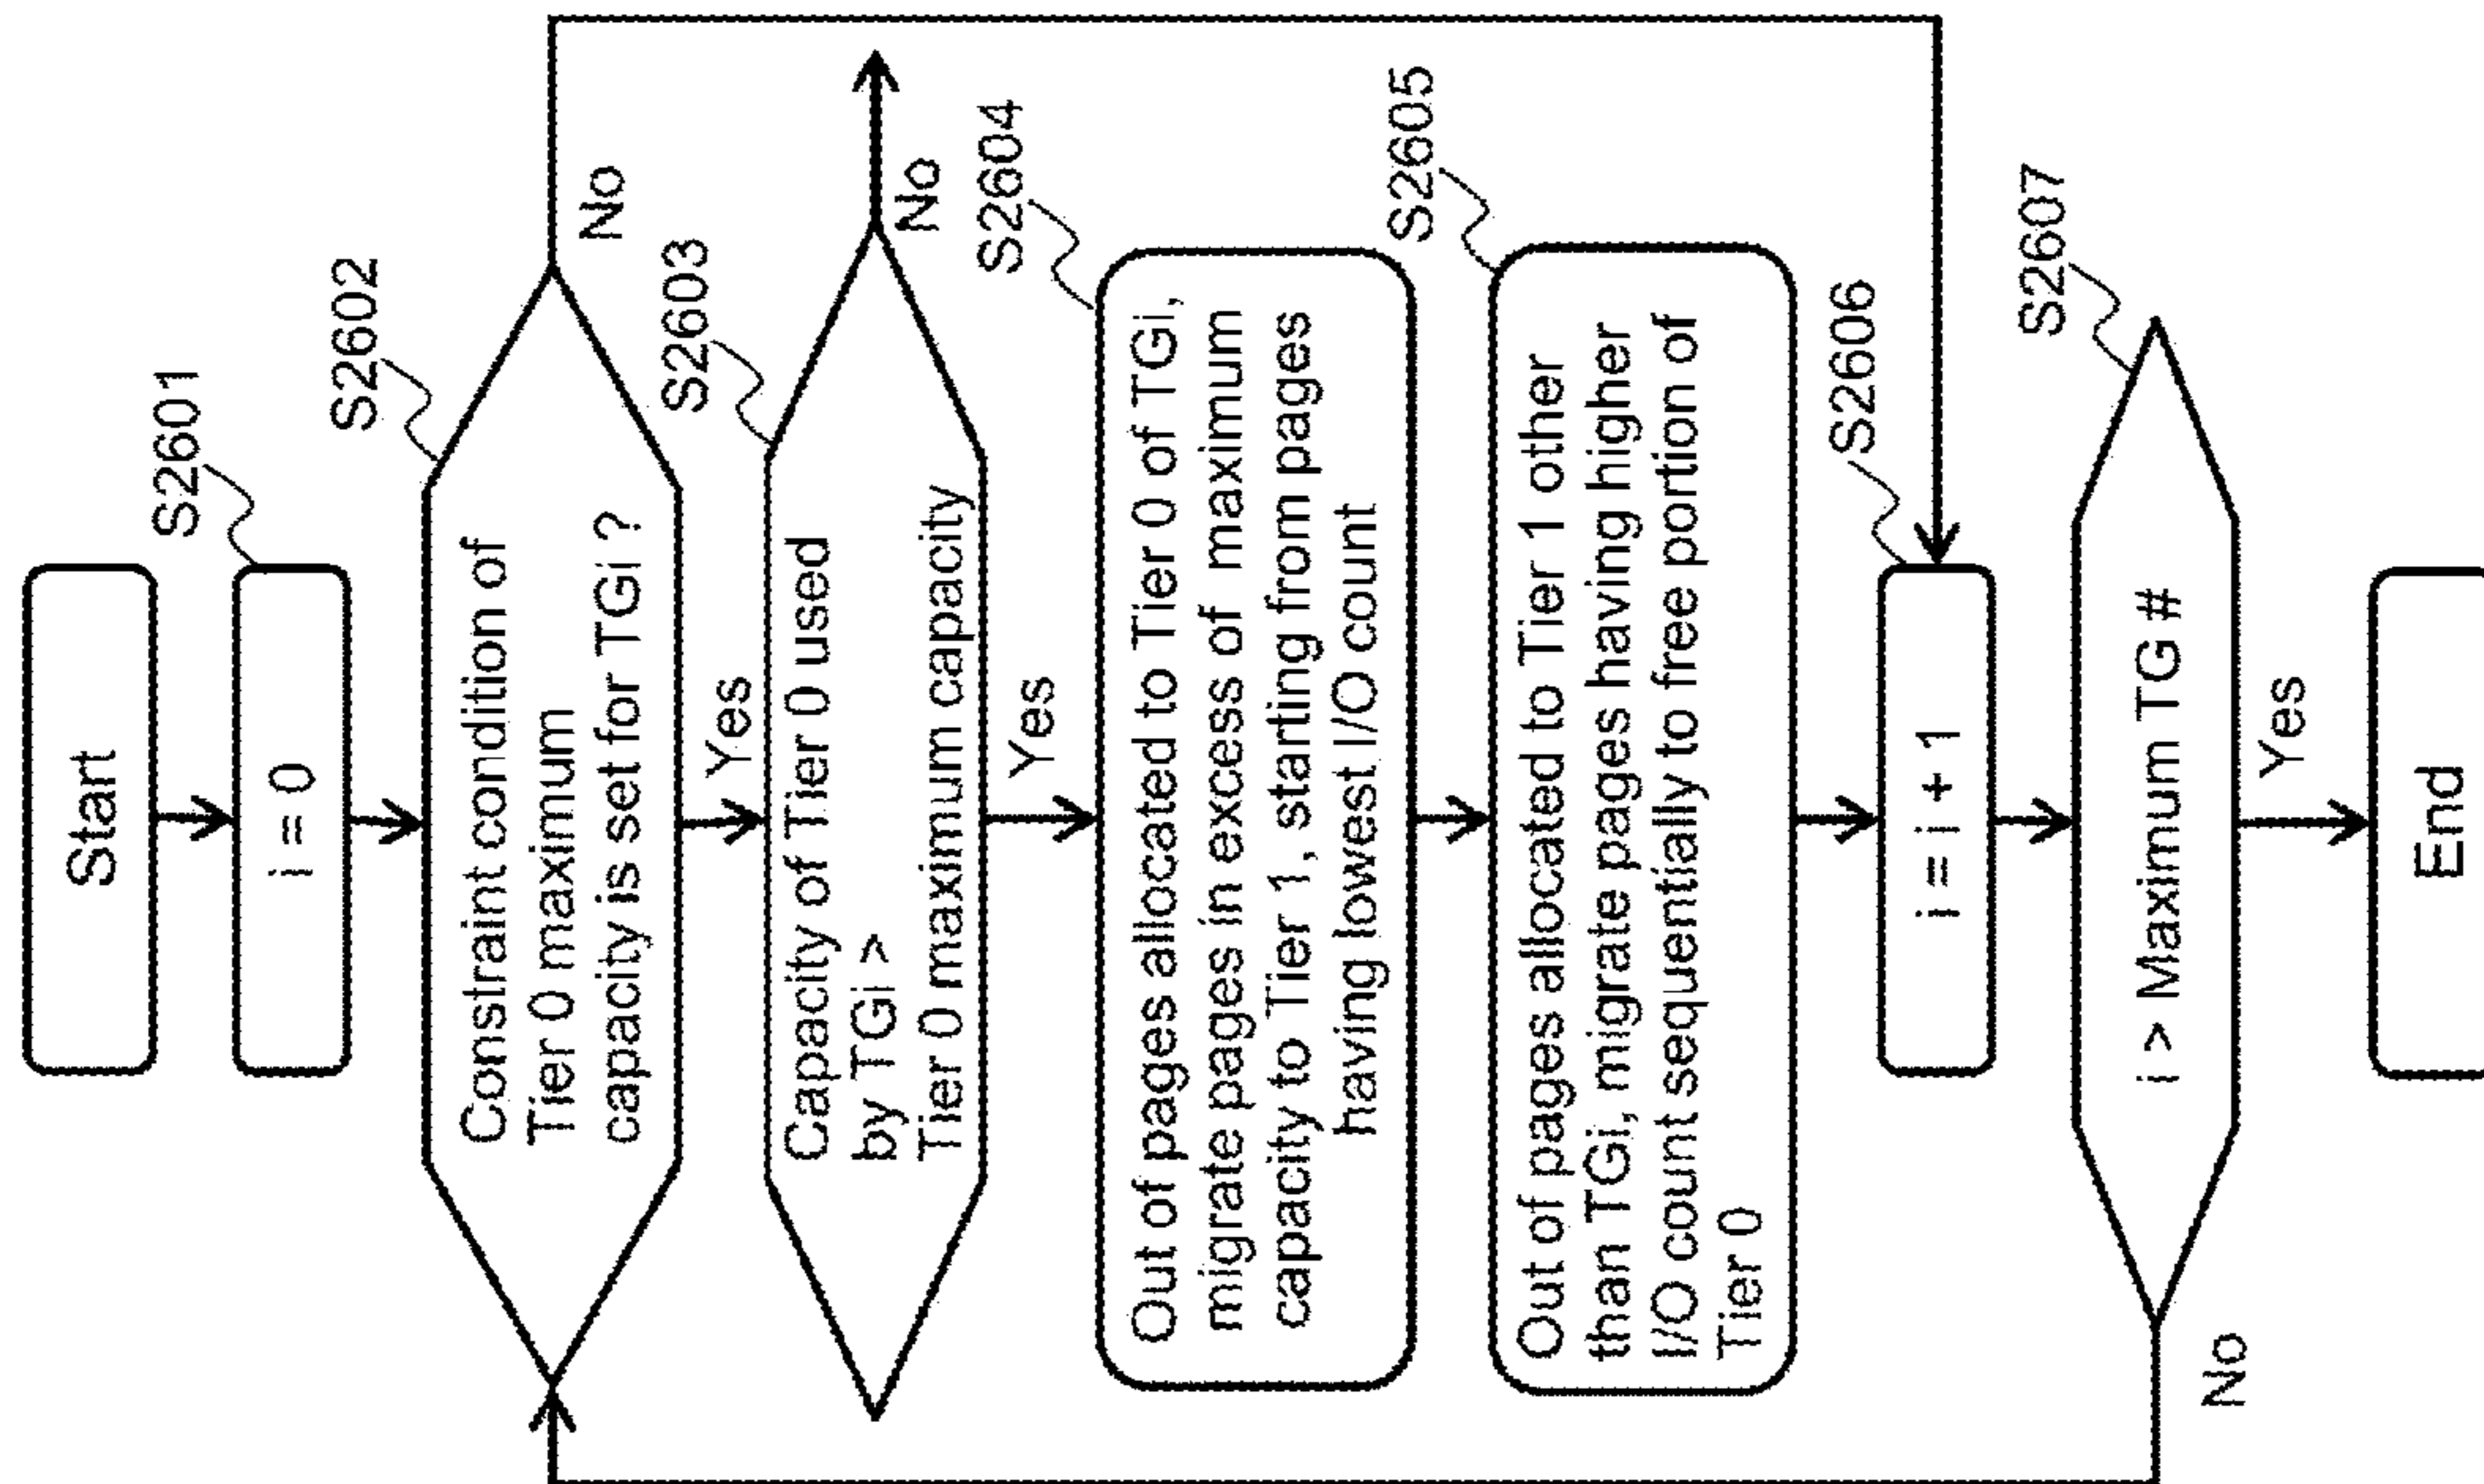 Start
S2601
i = 0
S2602
Constraint condition of
Tier 0 maximum
capacity is set for TGi ?
No
Yes
S2603
Capacity of Tier 0 used
by TGi >
Tier 0 maximum capacity
No
Yes
S2604
Out of pages allocated to Tier 0 of TGi,
migrate pages in excess of maximum
capacity to Tier 1, starting from pages
having lowest I/O count
S2605
Out of pages allocated to Tier 1 other
than TGi, migrate pages having higher
I/O count sequentially to free portion of
Tier 0
S2606
i = i + 1
S2607
i > Maximum TG #
No
Yes
End